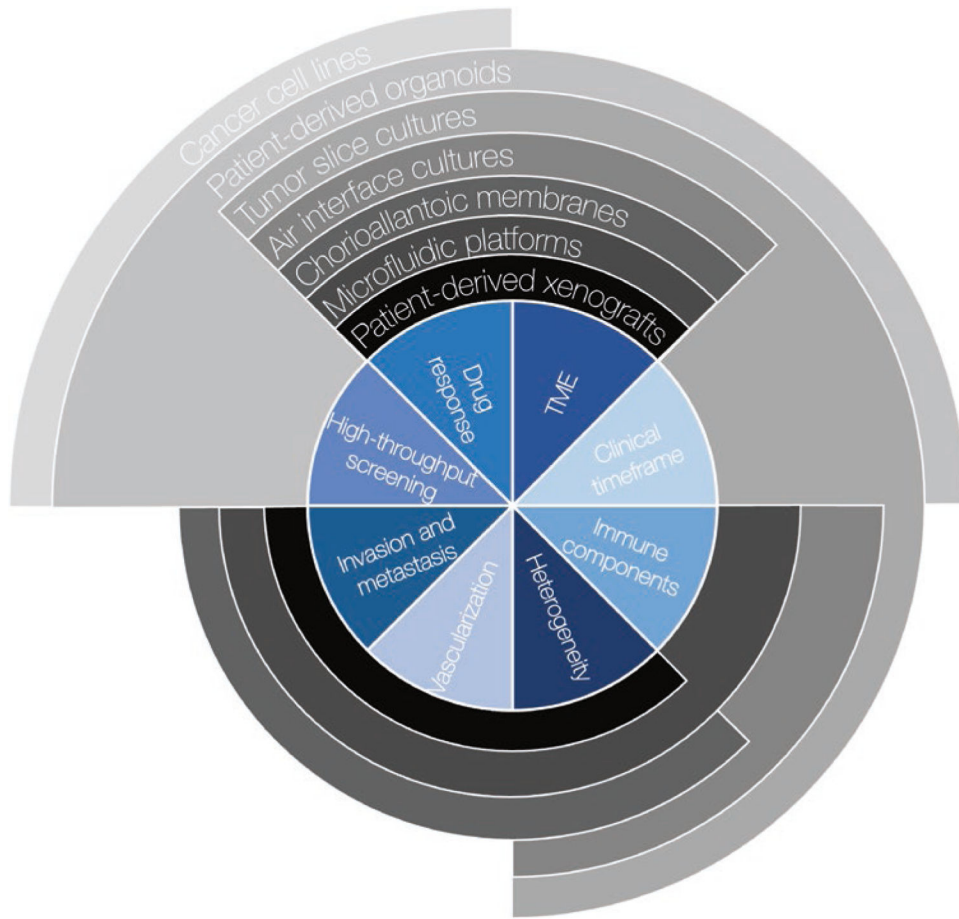 Cancer cell lines
Patient-derived organoids
Tumor slice cultures
Air interface cultures
Chorioallantoic membranes
Microfluidic platforms
Patient-derived xenografts
Drug
response
TME
High-throughput
screening
Clinical
timeframe
Invasion and
metastasis
Immune
components
Vascularization
Heterogeneity